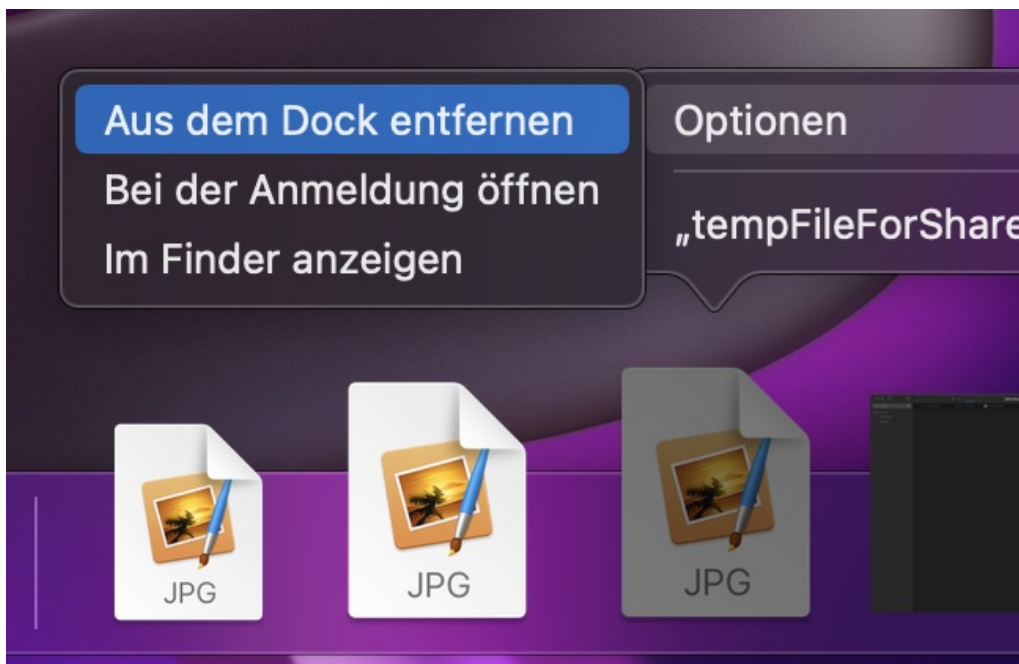 Aus dem Dock entfernen
Bei der Anmeldung öffnen
Im Finder anzeigen
Optionen
„tempFileForShare
JPG
JPG
JPG